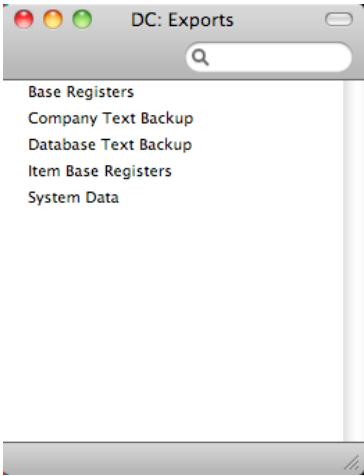 DC: Exports
Base Registers
Company Text Backup
Database Text Backup
Item Base Registers
System Data